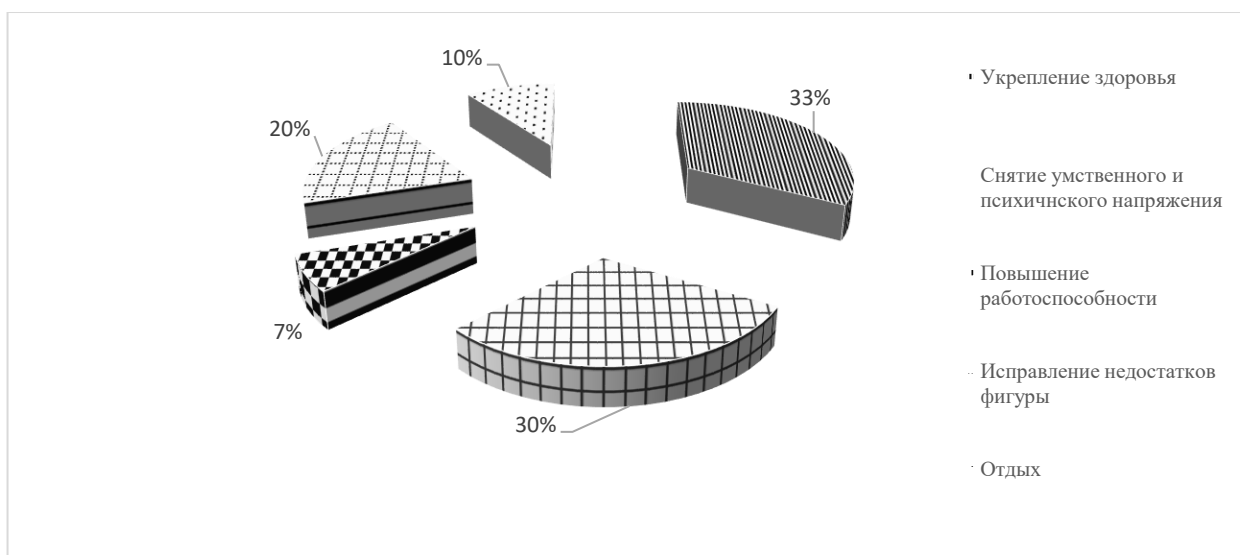 10%
33%
20%
7%
30%
Укрепление здоровья
Снятие умственного и
психичнского напряжения
Повышение
работоспособности
Исправление недостатков
фигуры
Отдых